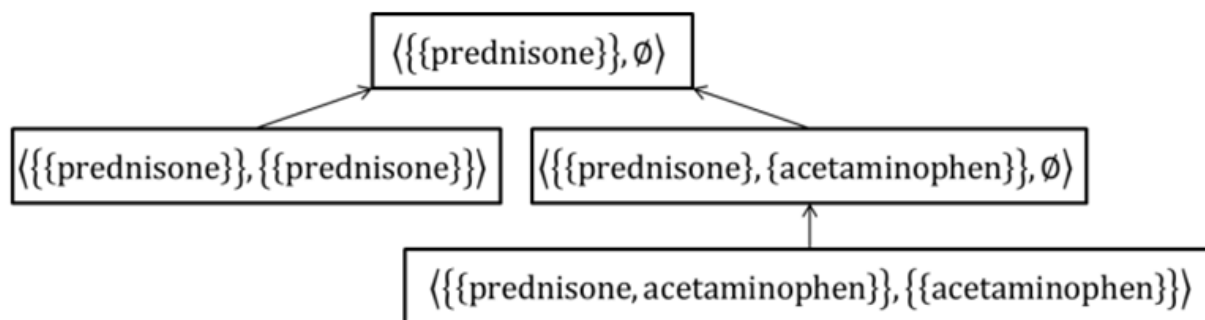 ⟨{{prednisone}}, ∅⟩
⟨{{prednisone}}, {{prednisone}}⟩
⟨{{prednisone}, {acetaminophen}}, ∅⟩
⟨{{prednisone, acetaminophen}}, {{acetaminophen}}⟩